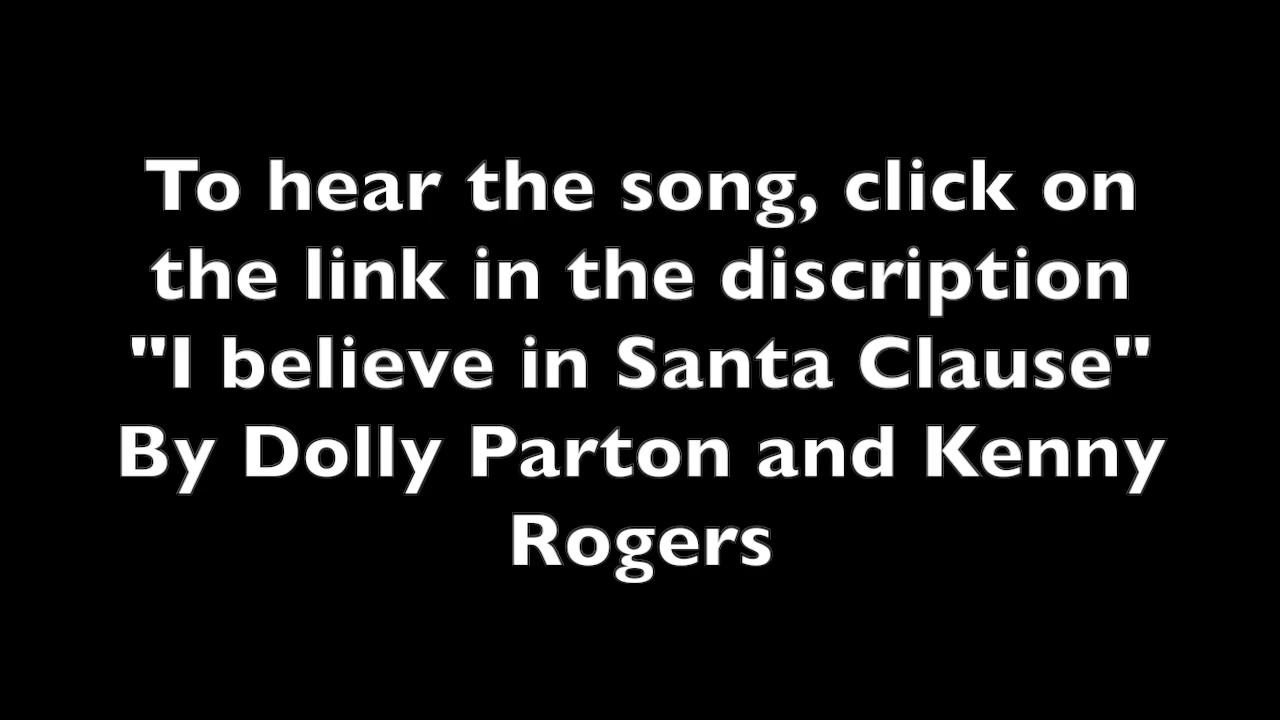 To hear the song, click on
the link in the discription
"I believe in Santa Clause"
By Dolly Parton and Kenny
Rogers